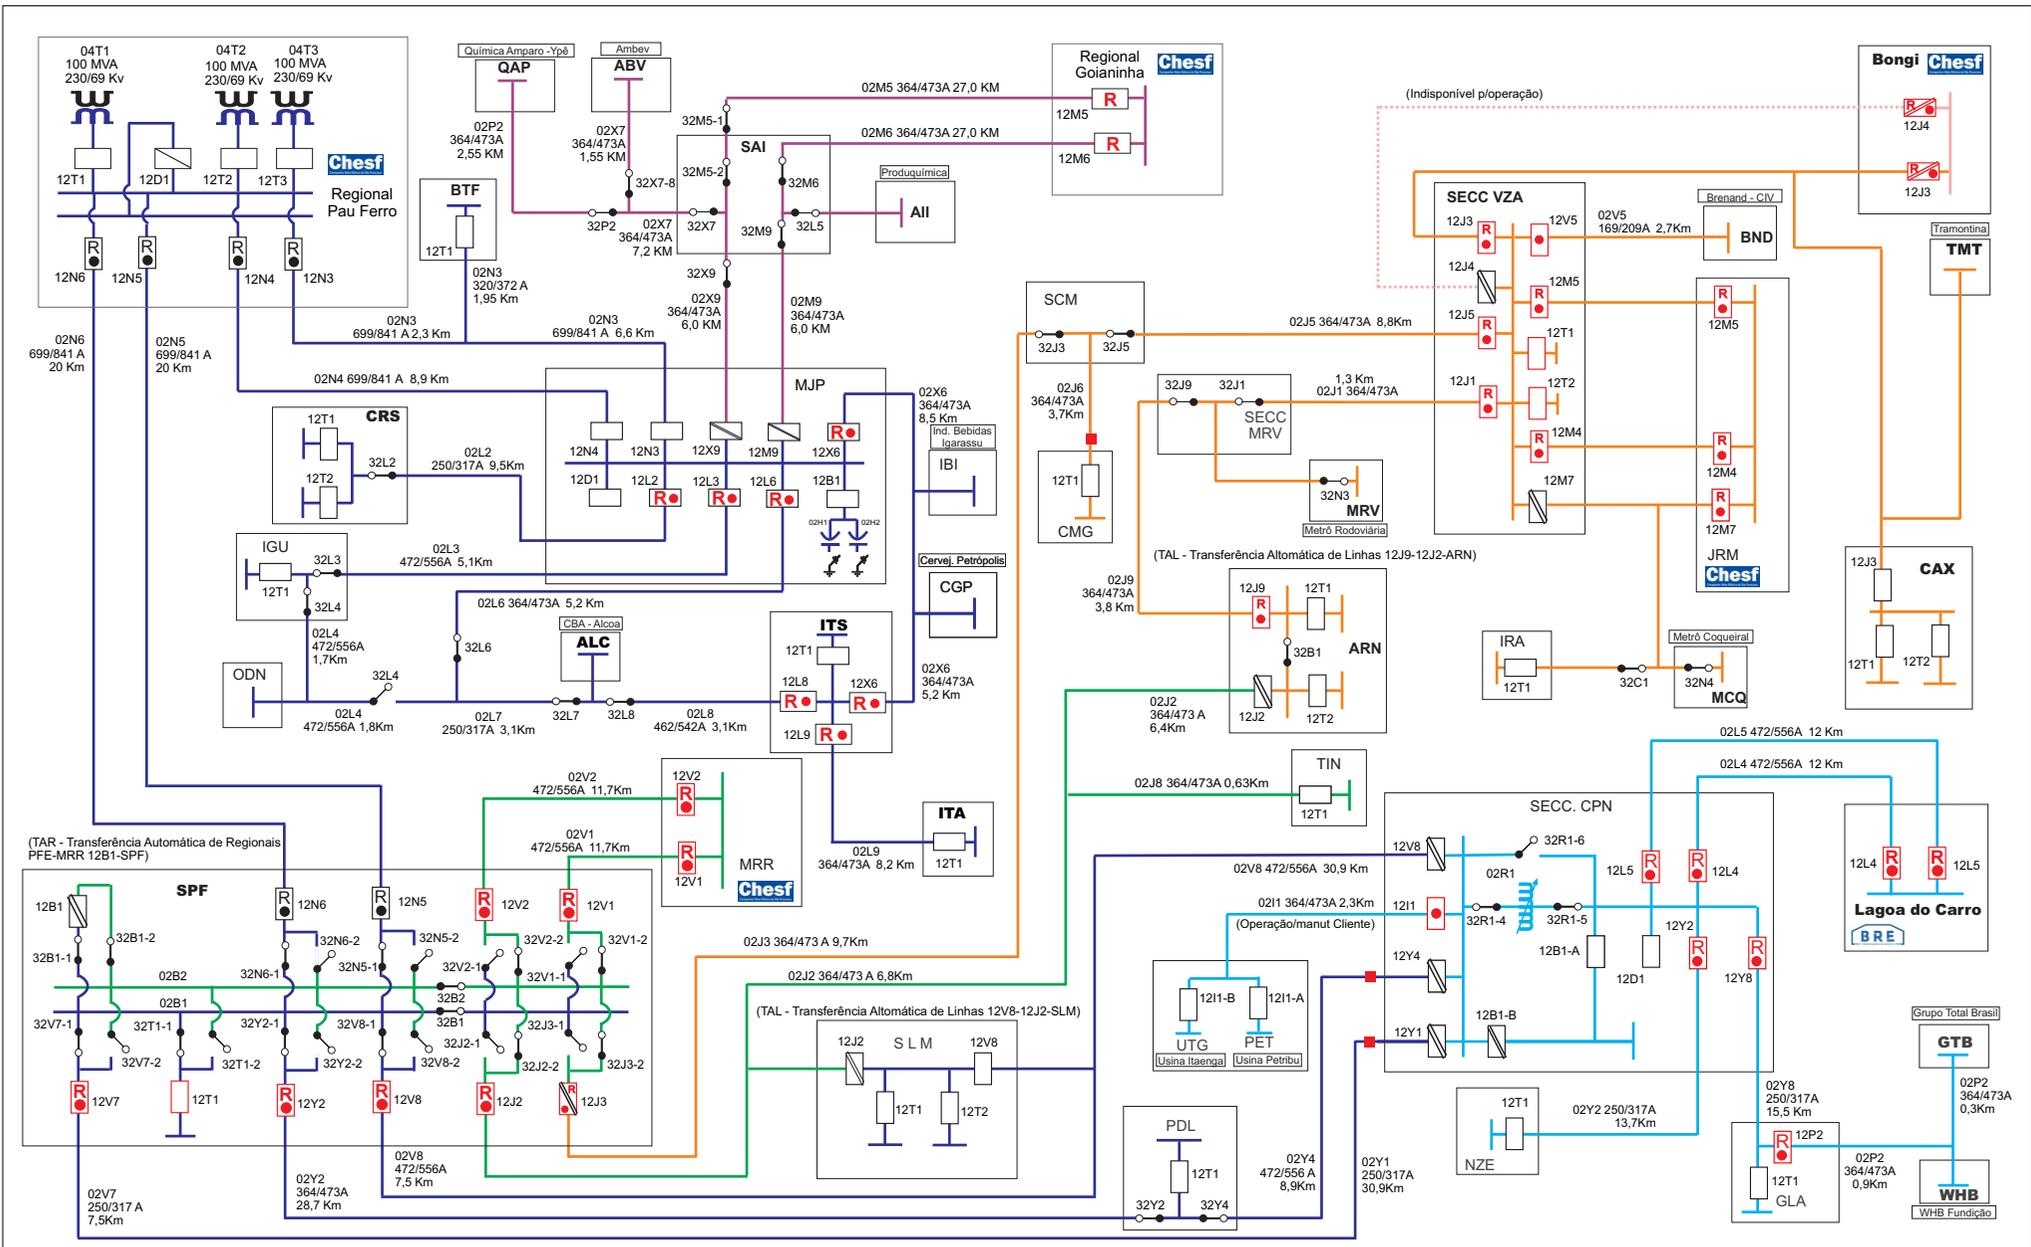 04T1
100 MVA
230/69 Kv
04T2
100 MVA
230/69 Kv
04T3
100 MVA
230/69 Kv
12T1
12D1
12T2
12T3
Chesf
Regional
Pau Ferro
R
R
R
R
12N6
12N5
12N4
12N3
02N6
699/841 A
20 Km
02N5
699/841 A
20 Km
02N3
699/841 A 2,3 Km
02N3
699/841 A 6,6 Km
02N4 699/841 A 8,9 Km
BTF
12T1
02N3
320/372 A
1,95 Km
Química Amparo -Ypê
QAP
Ambev
ABV
02P2
364/473A
2,55 KM
02X7
364/473A
1,55 KM
32X7-8
32P2
02X7
364/473A
7,2 KM
32M5-1
SAI
32M5-2
32M6
32X7
32M9
32L5
Produquímica
AII
32X9
02X9
364/473A
6,0 KM
02M9
364/473A
6,0 KM
02M5 364/473A 27,0 KM
02M6 364/473A 27,0 KM
Regional
Goianinha
Chesf
R
12M5
R
12M6
CRS
12T1
12T2
32L2
02L2
250/317A 9,5Km
MJP
12N4
12N3
12X9
12M9
R
12X6
12D1
12L2
R
12L3
R
12L6
R
12B1
02H1
02H2
02X6
364/473A
8,5 Km
Ind. Bebidas
Igarassu
IBI
Cervej. Petrópolis
CGP
02X6
364/473A
5,2 Km
IGU
12T1
32L3
32L4
02L3
472/556A 5,1Km
02L4
472/556A
1,7Km
ODN
32L4
02L4
472/556A 1,8Km
02L6 364/473A 5,2 Km
32L6
CBA - Alcoa
ALC
02L7
250/317A 3,1Km
32L7
32L8
02L8
462/542A 3,1Km
ITS
12T1
12L8
R
12X6
R
12L9
R
ITA
12T1
02L9
364/473A 8,2 Km
(Indisponível p/operação)
Bongi
Chesf
R
12J4
R
12J3
SECC VZA
12J3
R
12V5
12J4
12M5
R
12J5
R
12T1
12J1
R
12T2
12M4
R
12M7
02V5
169/209A 2,7Km
Brenand - CIV
BND
Tramontina
TMT
R
12M5
R
12M4
R
12M7
JRM
Chesf
SCM
32J3
32J5
02J5 364/473A 8,8Km
02J6
364/473A
3,7Km
12T1
CMG
32J9
32J1
SECC
MRV
1,3 Km
02J1 364/473A
32N3
MRV
Metrô Rodoviária
(TAL - Transferência Altomática de Linhas 12J9-12J2-ARN)
02J9
364/473A
3,8 Km
12J9
R
12T1
32B1
ARN
12J2
12T2
02J2
364/473 A
6,4Km
IRA
12T1
32C1
Metrô Coqueiral
32N4
MCQ
12J3
CAX
12T1
12T2
TIN
12T1
02J8 364/473A 0,63Km
02V2
472/556A 11,7Km
02V1
472/556A 11,7Km
12V2
R
R
12V1
MRR
Chesf
(TAR - Transferência Automática de Regionais
PFE-MRR 12B1-SPF)
SPF
12B1
R
12N6
R
12N5
R
12V2
R
12V1
32B1-2
32B1-1
32N6-2
32N6-1
32N5-2
32N5-1
32V2-2
32V2-1
32V1-2
32V1-1
02B2
32B2
02B1
32B1
32V7-1
32T1-1
32Y2-1
32V8-1
32J2-1
32J3-1
32V7-2
32T1-2
32Y2-2
32V8-2
32J2-2
32J3-2
R
12V7
12T1
R
12Y2
R
12V8
R
12J2
R
12J3
02V7
250/317 A
7,5Km
02Y2
364/473A
28,7 Km
02V8
472/556A
7,5 Km
02J3 364/473 A 9,7Km
02J2 364/473 A 6,8Km
(TAL - Transferência Altomática de Linhas 12V8-12J2-SLM)
12J2
S L M
12V8
12T1
12T2
PDL
12T1
32Y2
32Y4
02Y4
472/556 A
8,9Km
02Y1
250/317A
30,9Km
SECC. CPN
12V8
02V8 472/556A 30,9 Km
32R1-6
02R1
32R1-4
32R1-5
02I1 364/473A 2,3Km
(Operação/manut Cliente)
12I1
12Y4
12Y1
12B1-B
12B1-A
12L5
R
12L4
R
12D1
12Y2
R
12Y8
R
12I1-B
12I1-A
UTG
PET
Usina Itaenga
Usina Petribu
02L5 472/556A 12 Km
02L4 472/556A 12 Km
12L4
R
12L5
R
Lagoa do Carro
BRE
NZE
12T1
02Y2 250/317A
13,7Km
02Y8
250/317A
15,5 Km
R
12P2
12T1
GLA
02P2
364/473A
0,9Km
Grupo Total Brasil
GTB
02P2
364/473A
0,3Km
WHB
WHB Fundição